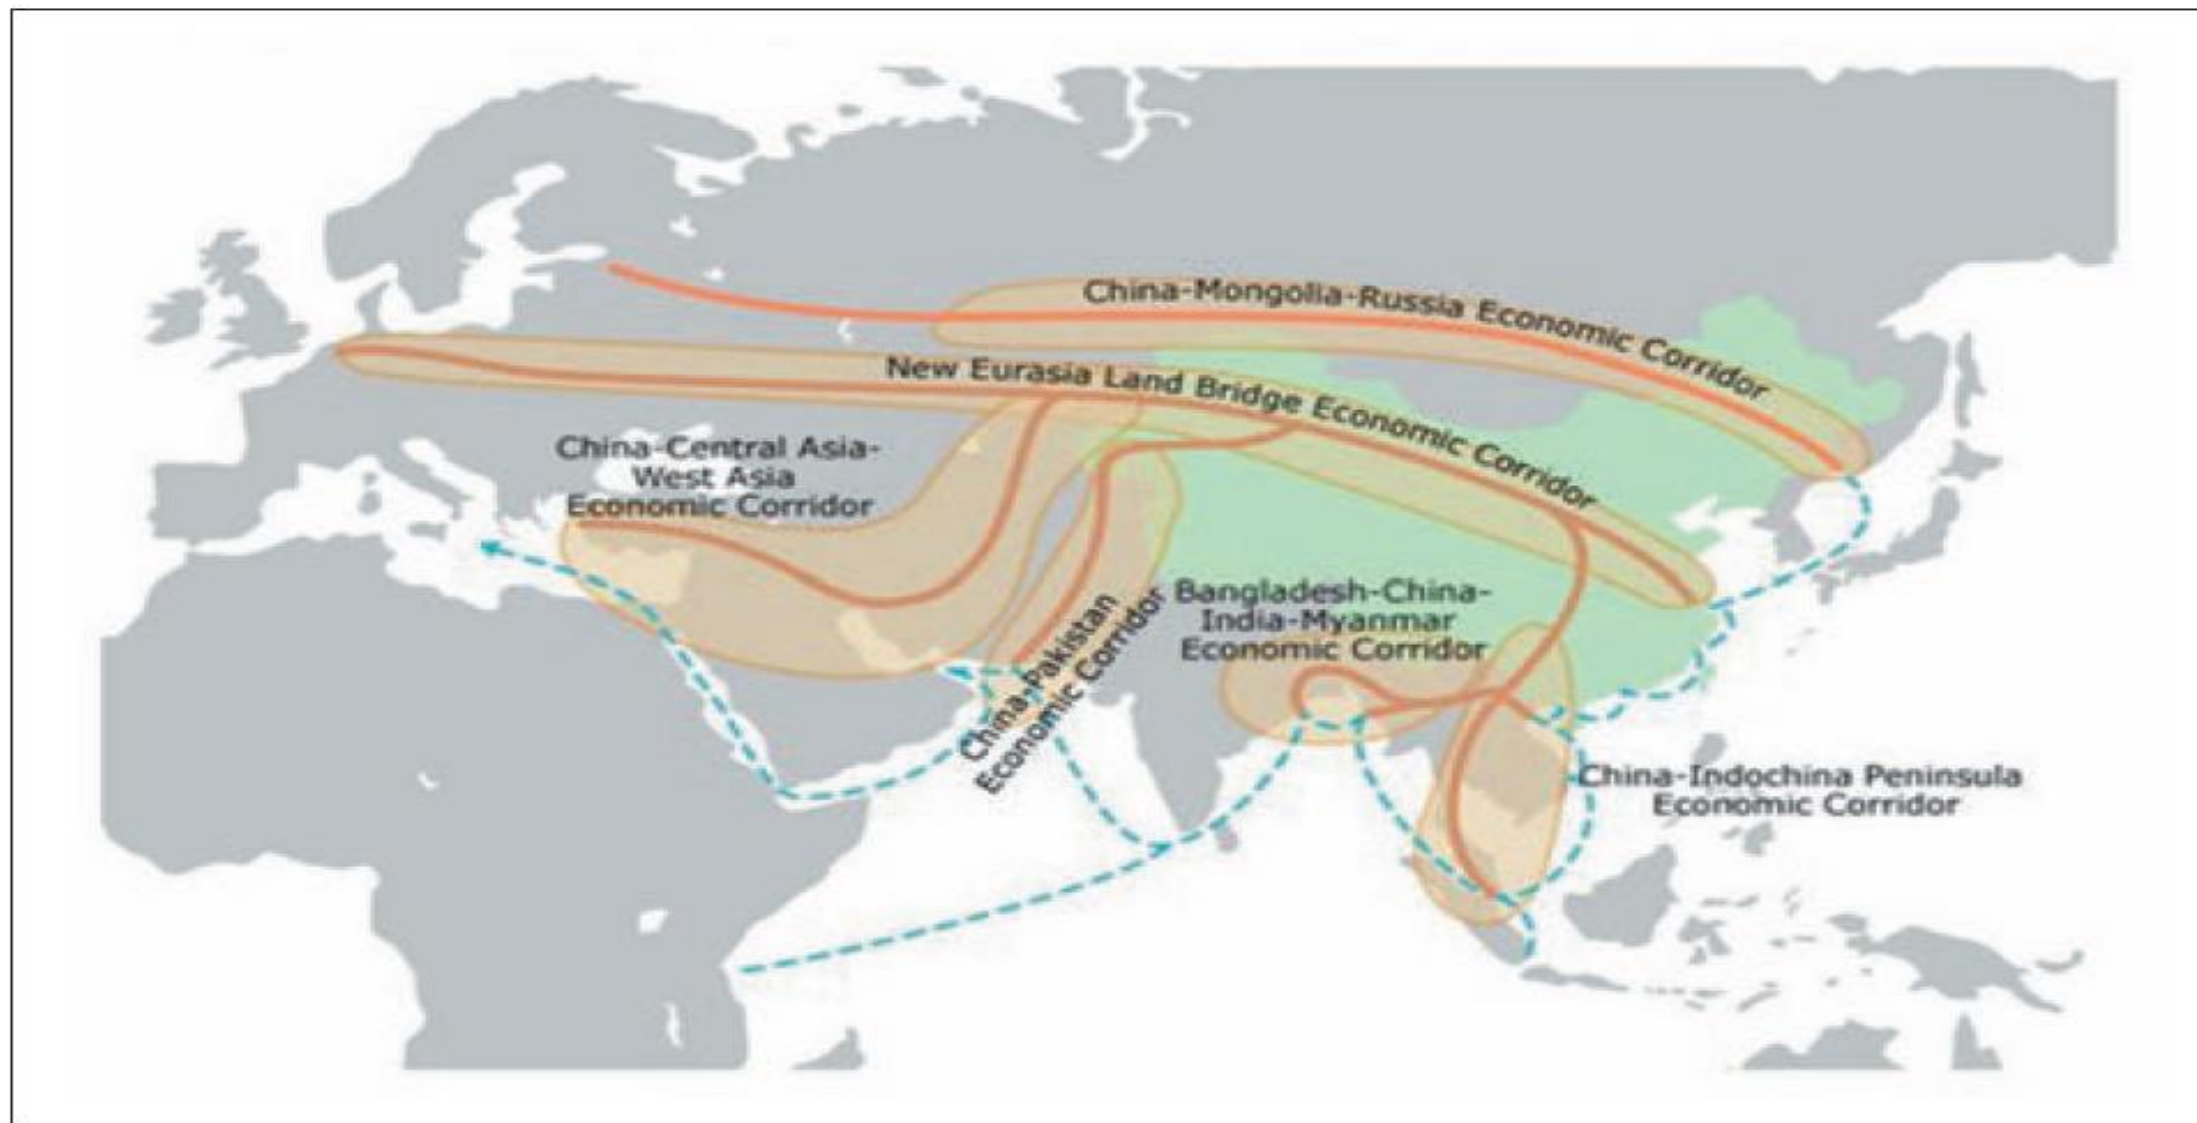 China-Mongolia-Russia Economic Corridor
New Eurasia Land Bridge Economic Corridor
China-Central Asia-
West Asia
Economic Corridor
China-Pakistan
Economic Corridor
Bangladesh-China-
India-Myanmar
Economic Corridor
China-Indochina Peninsula
Economic Corridor